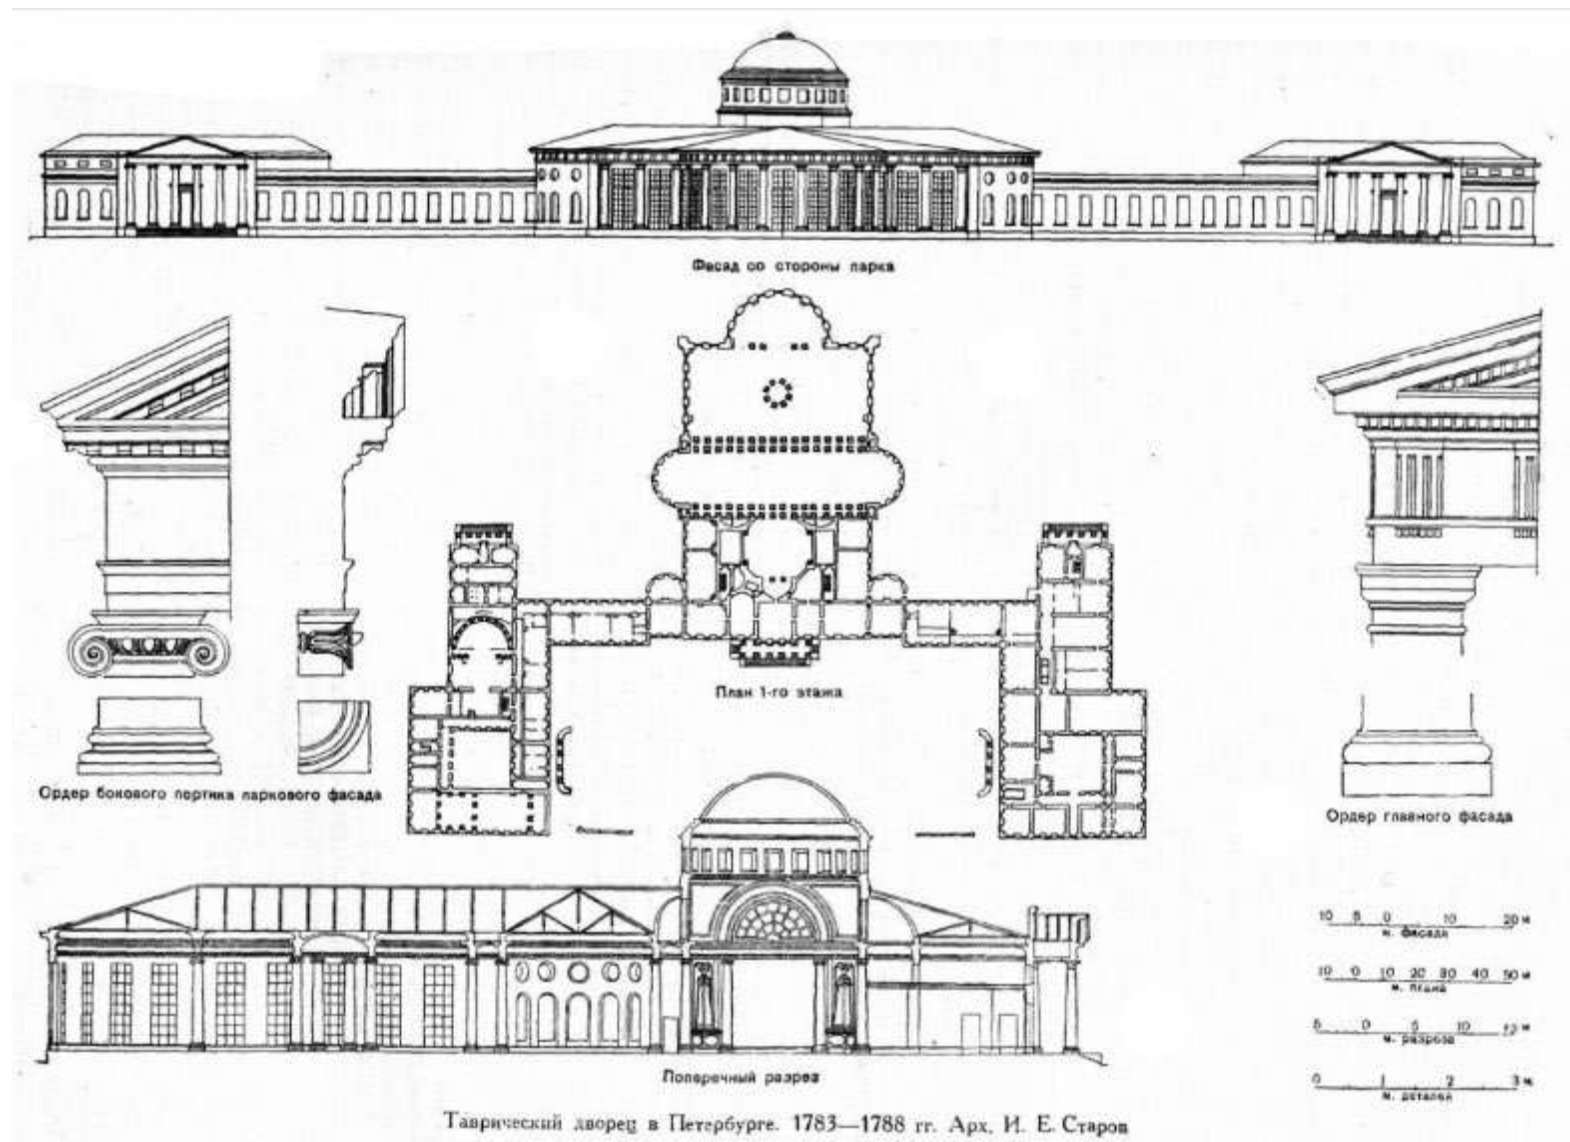 Фасад со стороны парка
План 1-го этажа
Ордер бокового портика паркового фасада
Ордер главного фасада
10 5 0 10 20 м
м. фасада
10 0 10 20 30 40 50 м
м. плана
5 0 5 10 м
м. разреза
0 1 2 3 м
м. деталей
Поперечный разрез
Таврический дворец в Петербурге. 1783—1788 гг. Арх. И. Е. Старов